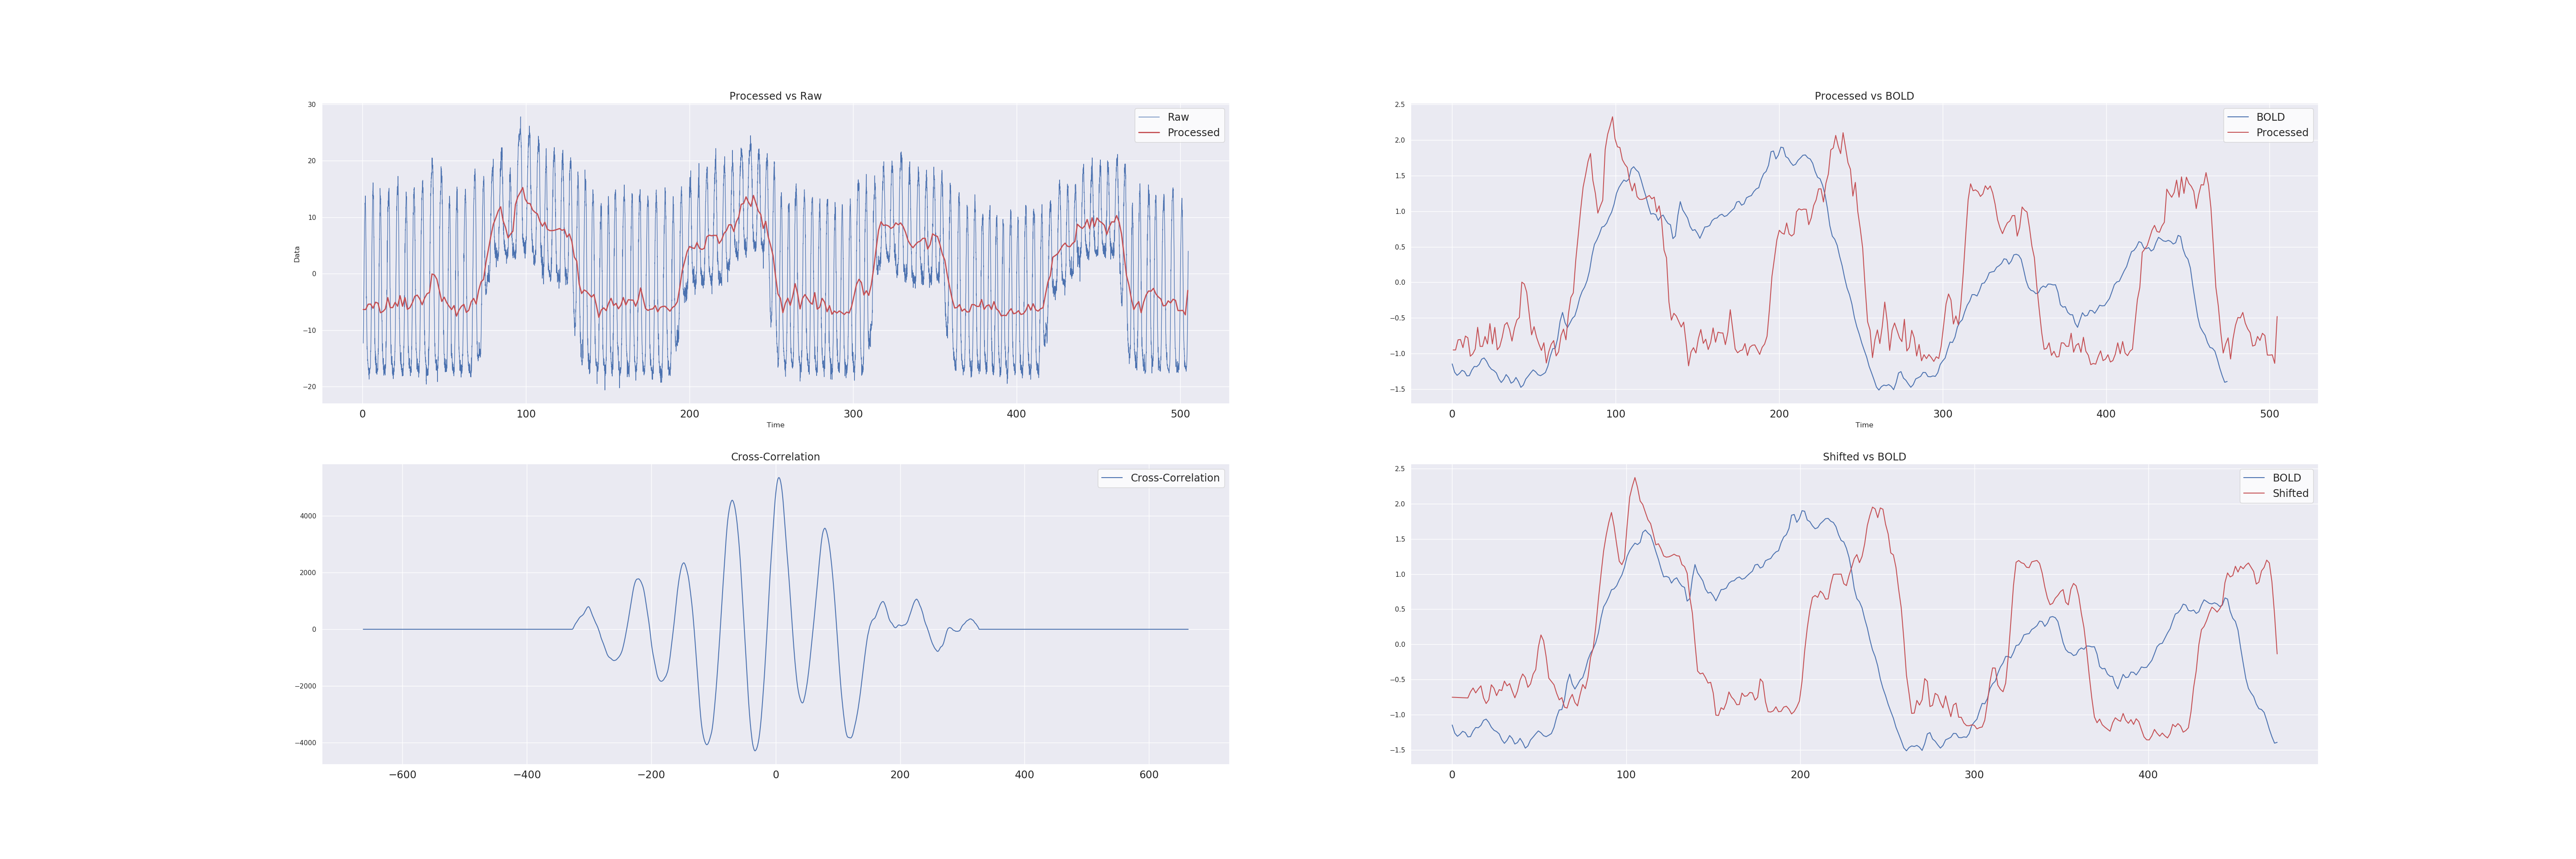 Processed vs Raw
30
20
10
0
−10
−20
Data
Raw
Processed
0 100 200 300 400 500
Time
Processed vs BOLD
2.5
2.0
1.5
1.0
0.5
0.0
−0.5
−1.0
−1.5
BOLD
Processed
0 100 200 300 400 500
Time
Cross-Correlation
4000
2000
0
−2000
−4000
Cross-Correlation
−600 −400 −200 0 200 400 600
Shifted vs BOLD
2.5
2.0
1.5
1.0
0.5
0.0
−0.5
−1.0
−1.5
BOLD
Shifted
0 100 200 300 400